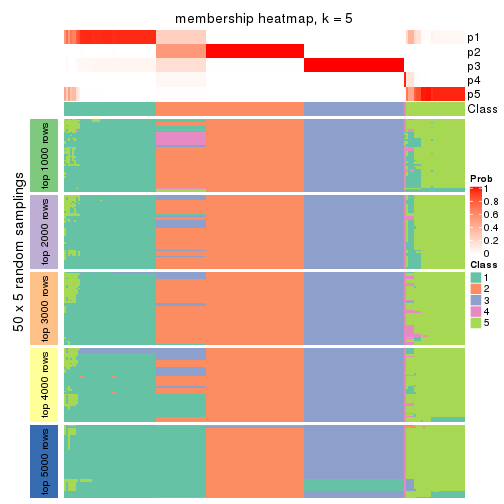 membership heatmap, k = 5
p1
p2
p3
p4
p5
Class
50 x 5 random samplings
top 1000 rows
top 2000 rows
top 3000 rows
top 4000 rows
top 5000 rows
Prob
1
0.8
0.6
0.4
0.2
0
Class
1
2
3
4
5